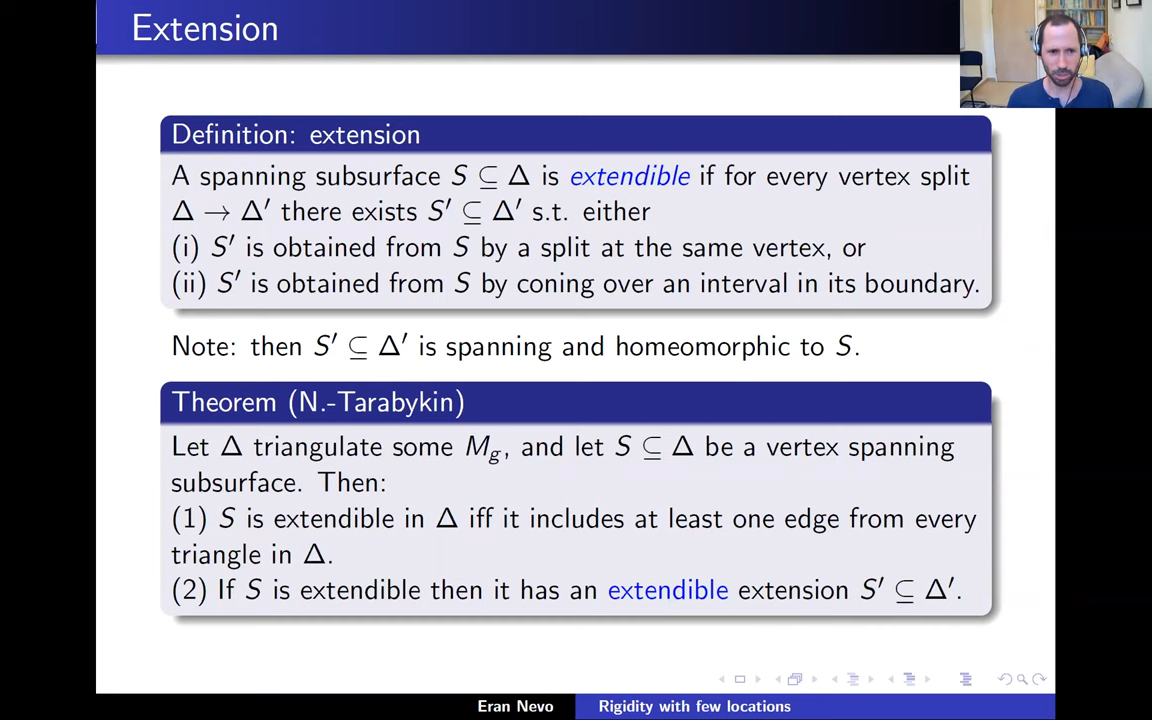 Extension
Definition: extension
A spanning subsurface S ⊆ Δ is extendible if for every vertex split
Δ → Δ′ there exists S′ ⊆ Δ′ s.t. either
(i) S′ is obtained from S by a split at the same vertex, or
(ii) S′ is obtained from S by coning over an interval in its boundary.
Note: then S′ ⊆ Δ′ is spanning and homeomorphic to S.
Theorem (N.-Tarabykin)
Let Δ triangulate some M_g, and let S ⊆ Δ be a vertex spanning
subsurface. Then:
(1) S is extendible in Δ iff it includes at least one edge from every
triangle in Δ.
(2) If S is extendible then it has an extendible extension S′ ⊆ Δ′.
Eran Nevo
Rigidity with few locations